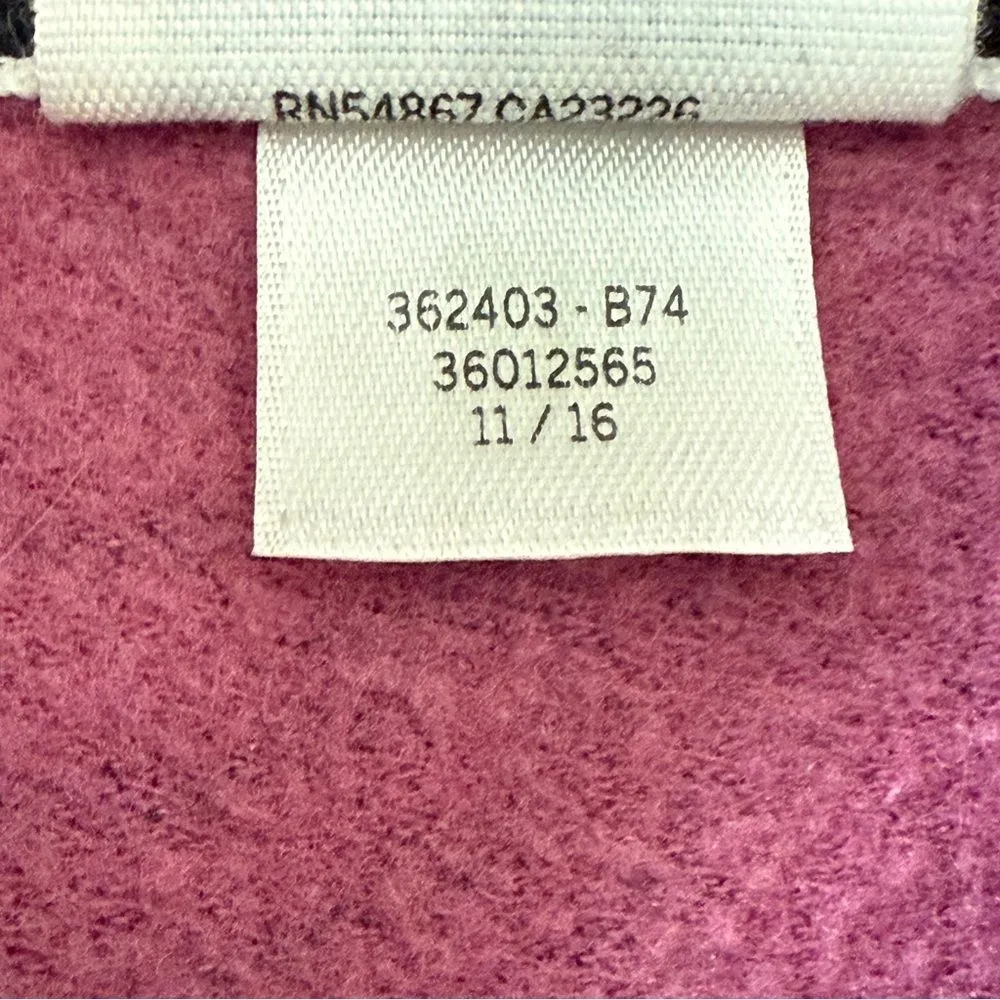 RN54867 CA23226
362403 - B74
36012565
11 / 16